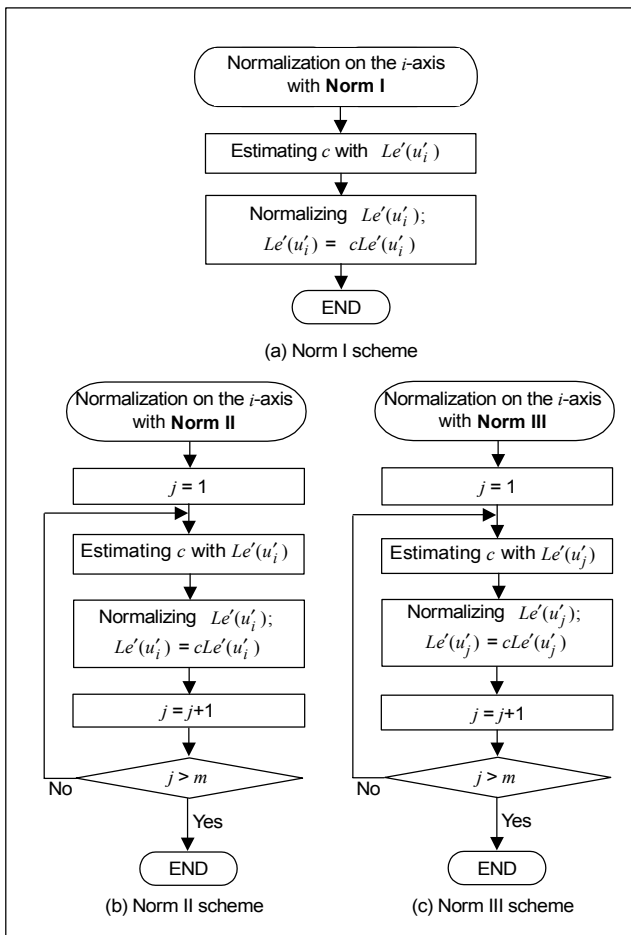 Normalization on the i-axis
with Norm I
Estimating c with Le′(u′i)
Normalizing Le′(u′i);
Le′(u′i) = cLe′(u′i)
END
(a) Norm I scheme
Normalization on the i-axis
with Norm II
j = 1
Estimating c with Le′(u′i)
Normalizing Le′(u′i);
Le′(u′i) = cLe′(u′i)
j = j+1
j > m
No
Yes
END
(b) Norm II scheme
Normalization on the i-axis
with Norm III
j = 1
Estimating c with Le′(u′j)
Normalizing Le′(u′j);
Le′(u′j) = cLe′(u′j)
j = j+1
j > m
No
Yes
END
(c) Norm III scheme